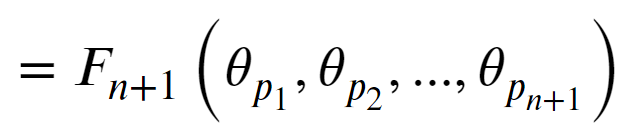 = F_{n+1} ( θ_{p_1}, θ_{p_2}, ..., θ_{p_{n+1}} )